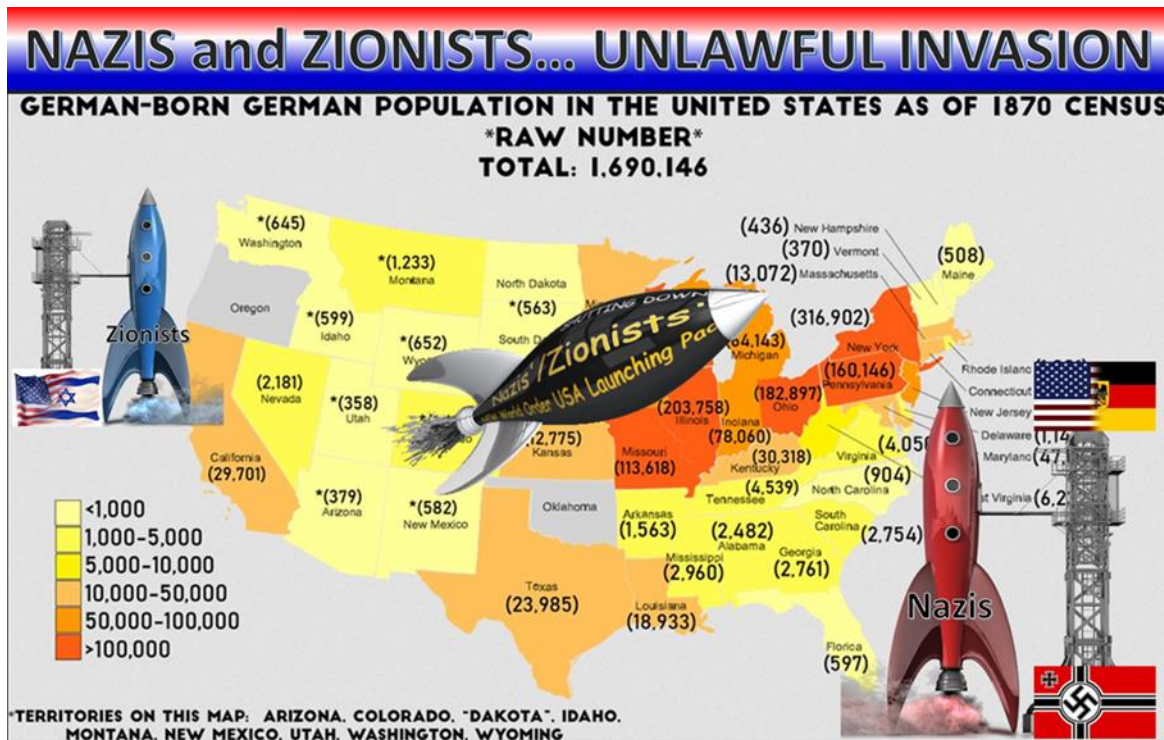 NAZIS and ZIONISTS... UNLAWFUL INVASION
GERMAN-BORN GERMAN POPULATION IN THE UNITED STATES AS OF 1870 CENSUS
*RAW NUMBER*
TOTAL: 1,690,146
*(645)
Washington
*(1,233)
Montana
North Dakota
*(563)
South
Oregon
*(599)
Idaho
*(652)
(2,181)
Nevada
*(358)
Utah
California
(29,701)
*(379)
Arizona
*(582)
New Mexico
Kansas
Oklahoma
Texas
(23,985)
Missouri
113,618)
(203,758)
Illinois
Indiana
(78,060)
Michigan
(182,897)
Ohio
(30,318)
Kentucky
(4,539)
Tennessee
Arkansas
(1,563)
Mississippi
(2,960)
(2,482)
Alabama
Georgia
(2,761)
Louisiana
(18,933)
Florica
(597)
South
Carolina
(2,754)
(904)
North Carolina
Virginia
(316,902)
New York
(160,146)
Pennsylvania
(436) New Hampshire
(370) Vermont
(13,072) Massachusetts
(508)
Maine
Rhode Island
Connecticut
New Jersey
Delaware
Zionists
SHUTTING DOWN
Nazis'/Zionists'
World Order USA Launching Pad
Nazis
<1,000
1,000-5,000
5,000-10,000
10,000-50,000
50,000-100,000
>100,000
*TERRITORIES ON THIS MAP: ARIZONA, COLORADO, "DAKOTA", IDAHO,
MONTANA, NEW MEXICO, UTAH, WASHINGTON, WYOMING